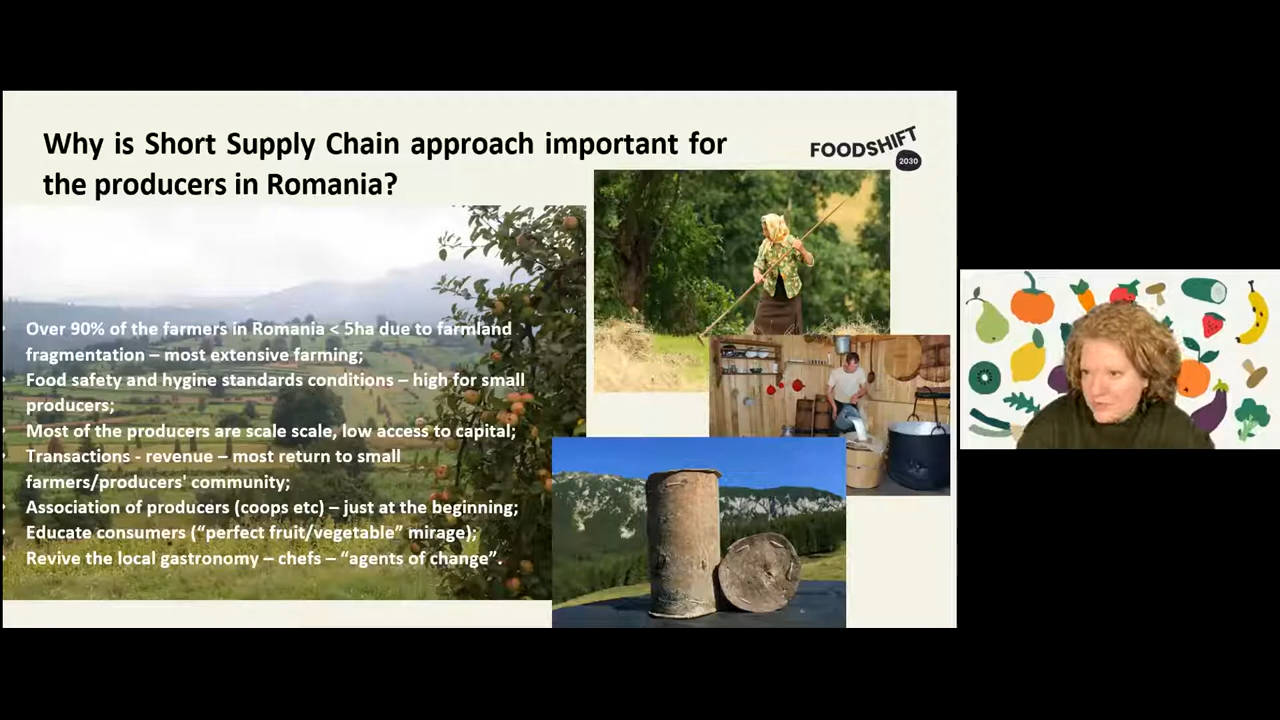 Why is Short Supply Chain approach important for
the producers in Romania?
FOODSHIFT
2030
Over 90% of the farmers in Romania < 5ha due to farmland
fragmentation – most extensive farming;
Food safety and hygine standards conditions – high for small
producers;
Most of the producers are scale scale, low access to capital;
Transactions - revenue – most return to small
farmers/producers' community;
Association of producers (coops etc) – just at the beginning;
Educate consumers (“perfect fruit/vegetable” mirage);
Revive the local gastronomy – chefs – “agents of change”.